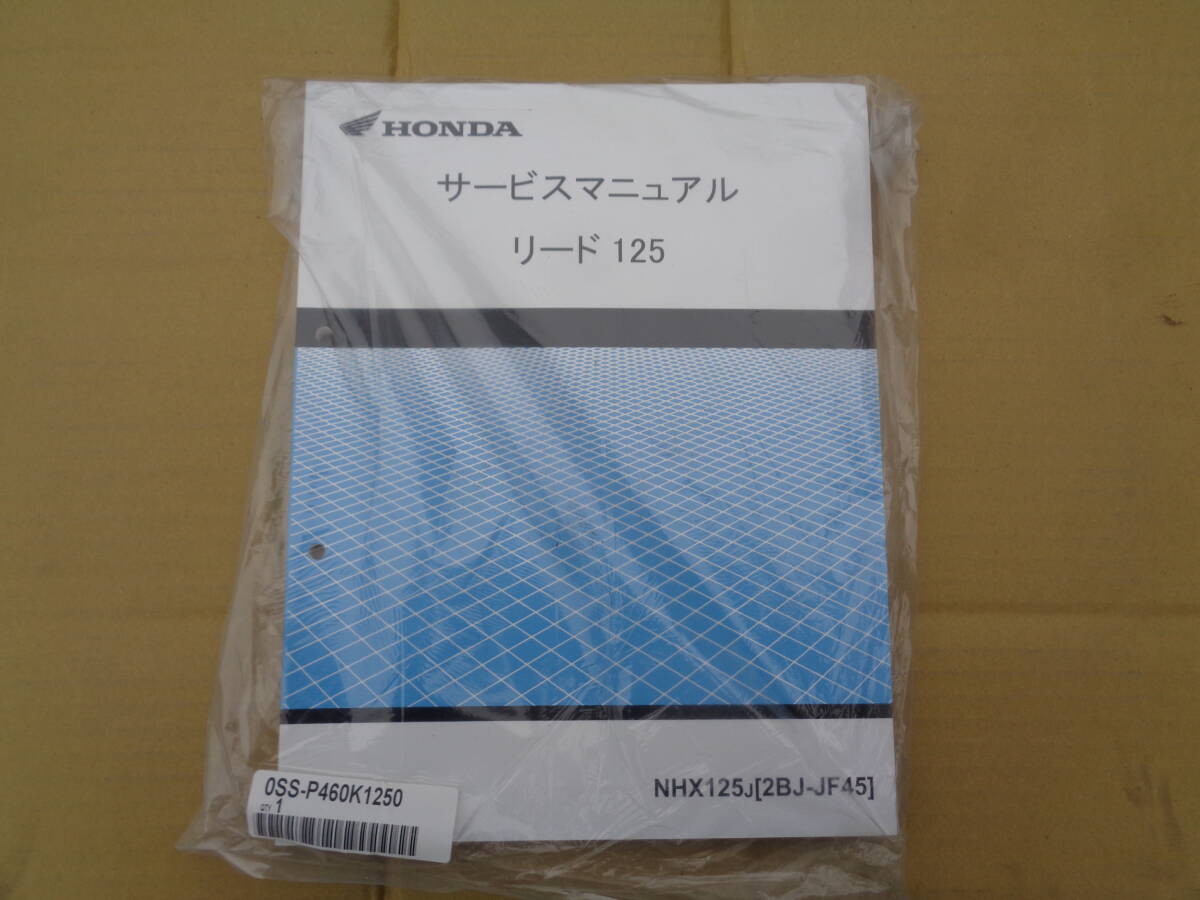 HONDA
サービスマニュアル
リード 125
NHX125J[2BJ-JF45]
0SS-P460K1250
QTY 1